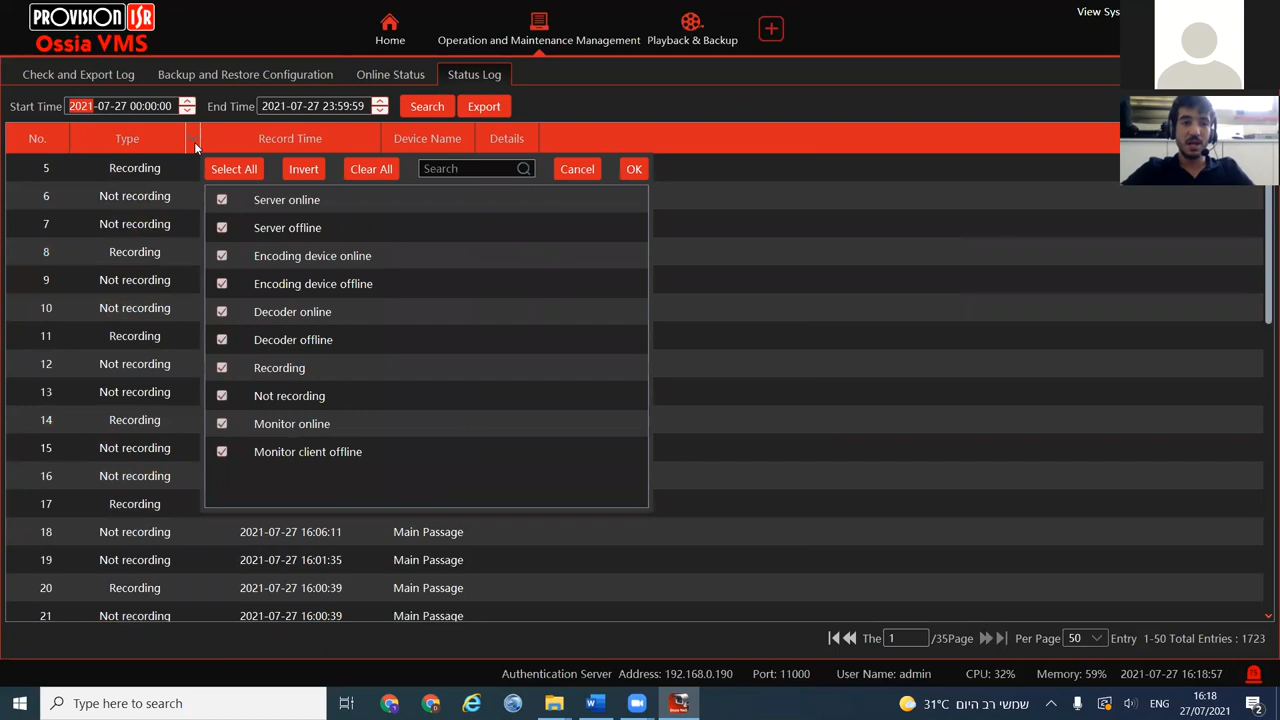 PROVISION ISR
Ossia VMS
Home
Operation and Maintenance Management
Playback & Backup
View Sys
Check and Export Log
Backup and Restore Configuration
Online Status
Status Log
Start Time 2021-07-27 00:00:00 End Time 2021-07-27 23:59:59 Search Export
No. Type Record Time Device Name Details
5 Recording
Select All Invert Clear All Search Cancel OK
6 Not recording
Server online
7 Not recording
Server offline
8 Recording
Encoding device online
9 Not recording
Encoding device offline
10 Not recording
Decoder online
11 Recording
Decoder offline
12 Not recording
Recording
13 Not recording
Not recording
14 Recording
Monitor online
15 Not recording
Monitor client offline
16 Not recording
17 Recording
18 Not recording 2021-07-27 16:06:11 Main Passage
19 Not recording 2021-07-27 16:01:35 Main Passage
20 Recording 2021-07-27 16:00:39 Main Passage
21 Not recording 2021-07-27 16:00:39 Main Passage
The 1 /35Page Per Page 50 Entry 1-50 Total Entries : 1723
Authentication Server Address: 192.168.0.190 Port: 11000 User Name: admin CPU: 32% Memory: 59% 2021-07-27 16:18:57
Type here to search
31°C שמשי רב היום
ENG
16:18
27/07/2021
2